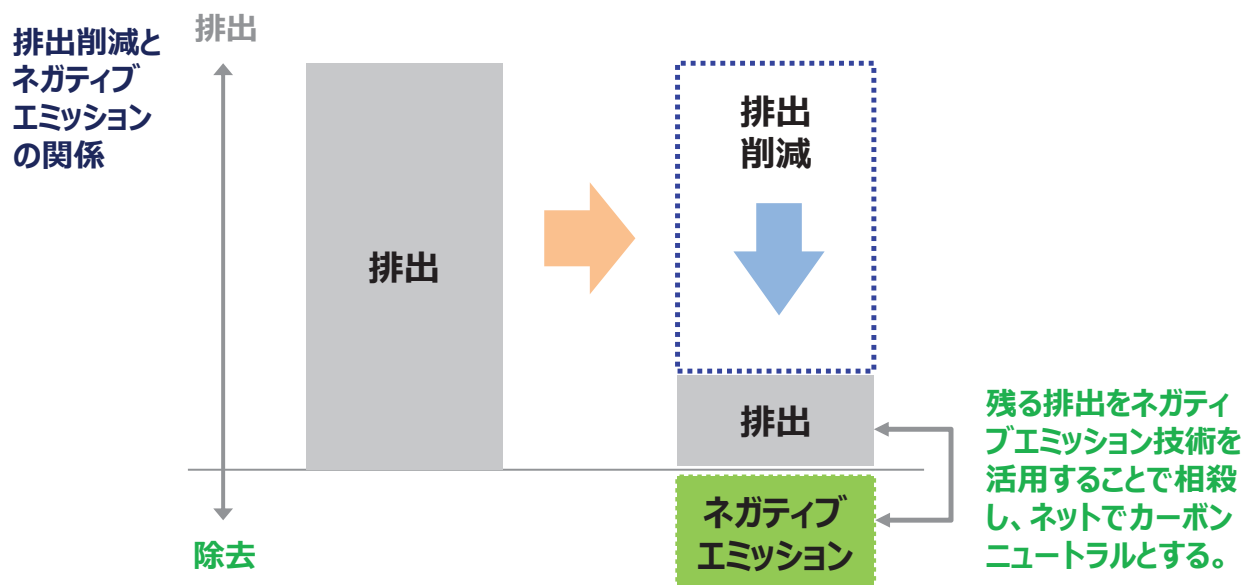 排出削減と
ネガティブ
エミッション
の関係
排出
排出
排出
削減
排出
ネガティブ
エミッション
除去
残る排出をネガティ
ブエミッション技術を
活用することで相殺
し、ネットでカーボン
ニュートラルとする。